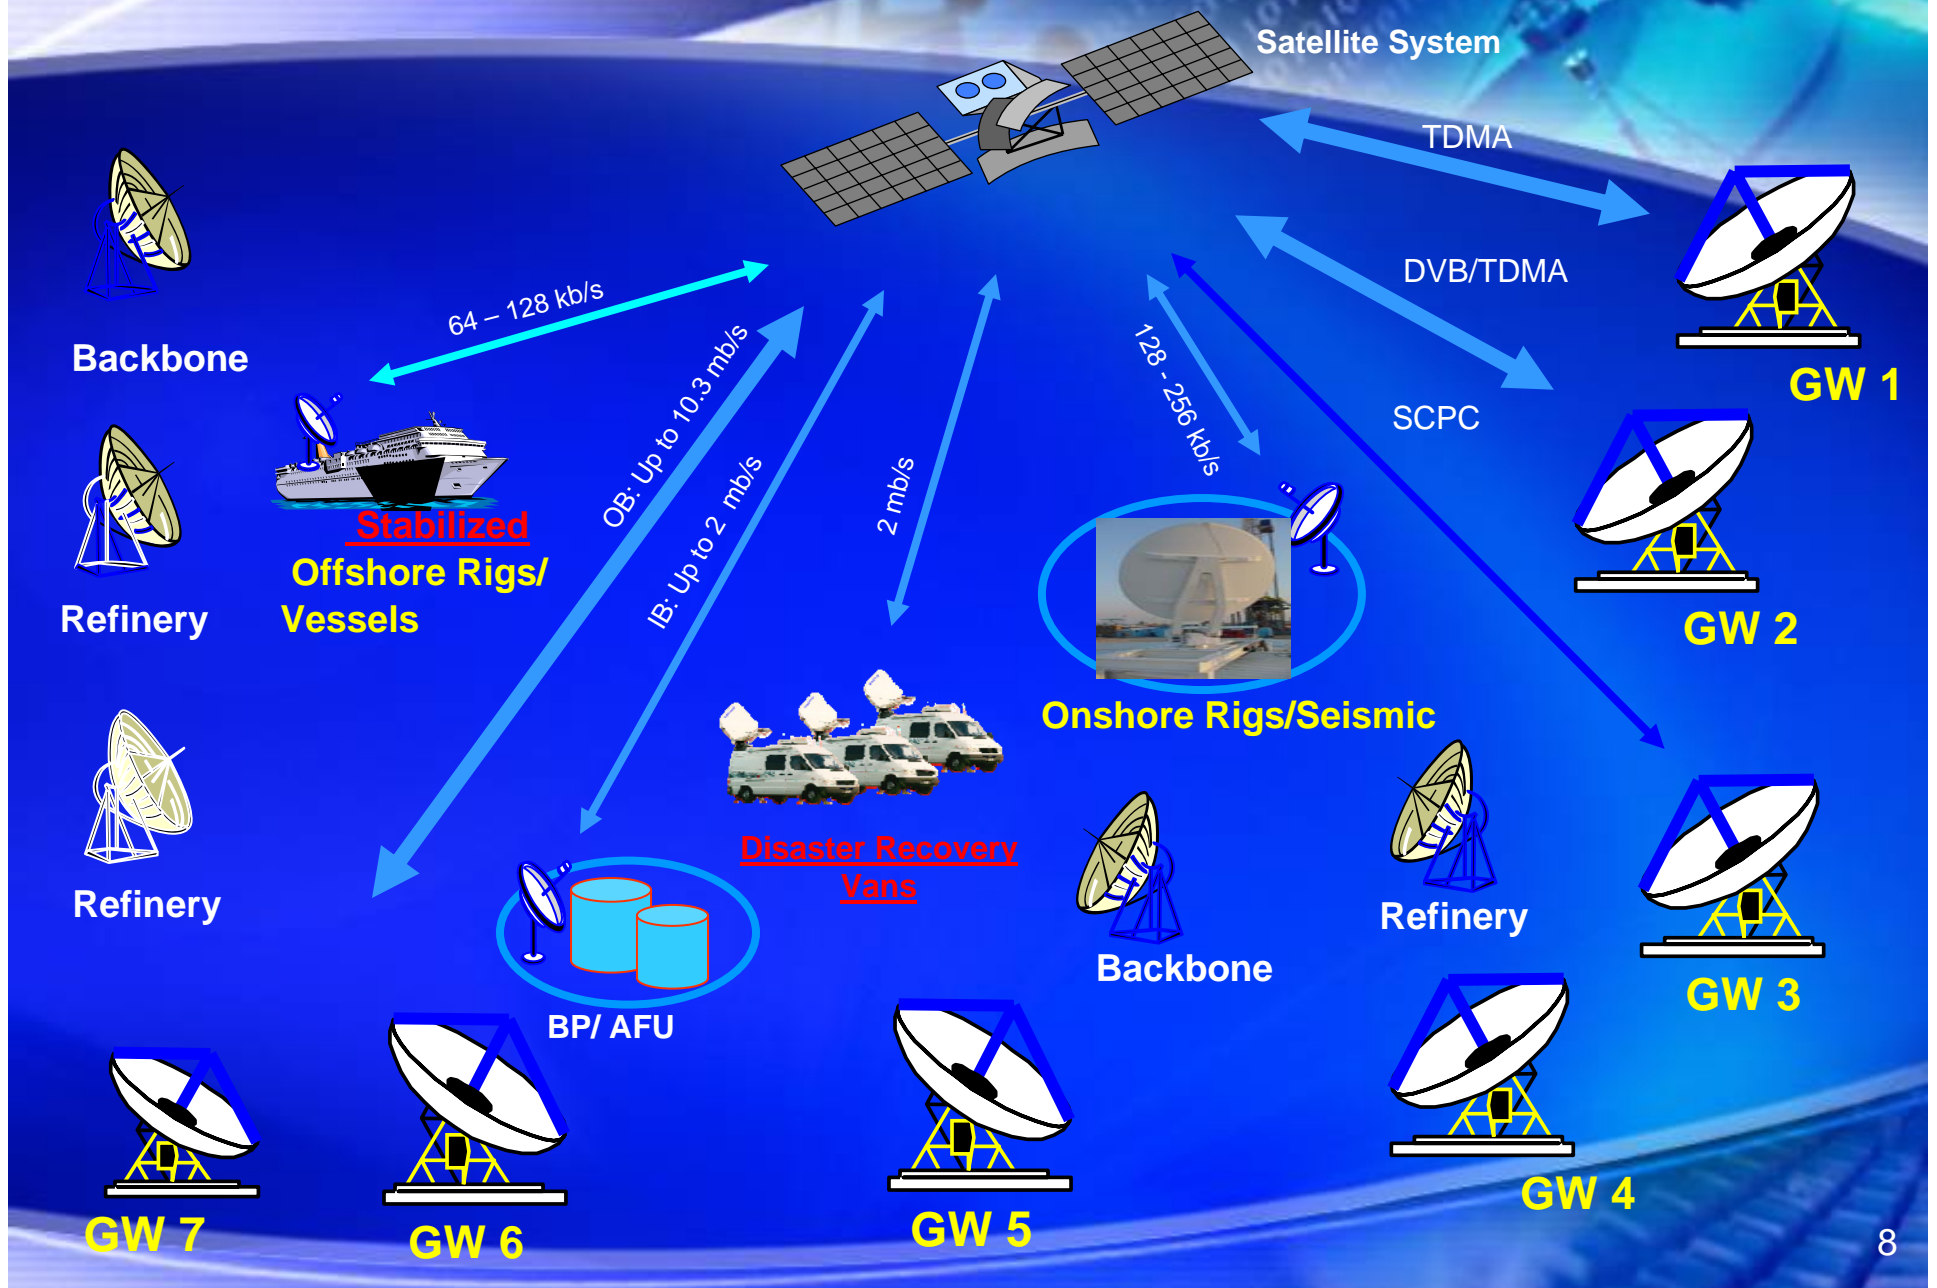 Satellite System
TDMA
DVB/TDMA
64 – 128 kb/s
Backbone
GW 1
OB: Up to 10.3 mb/s
128 - 256 kb/s
SCPC
IB: Up to 2 mb/s
2 mb/s
Stabilized
Offshore Rigs/
Vessels
Refinery
GW 2
Onshore Rigs/Seismic
Disaster Recovery
Vans
Refinery
Refinery
Backbone
GW 3
BP/ AFU
GW 4
GW 7
GW 6
GW 5
8